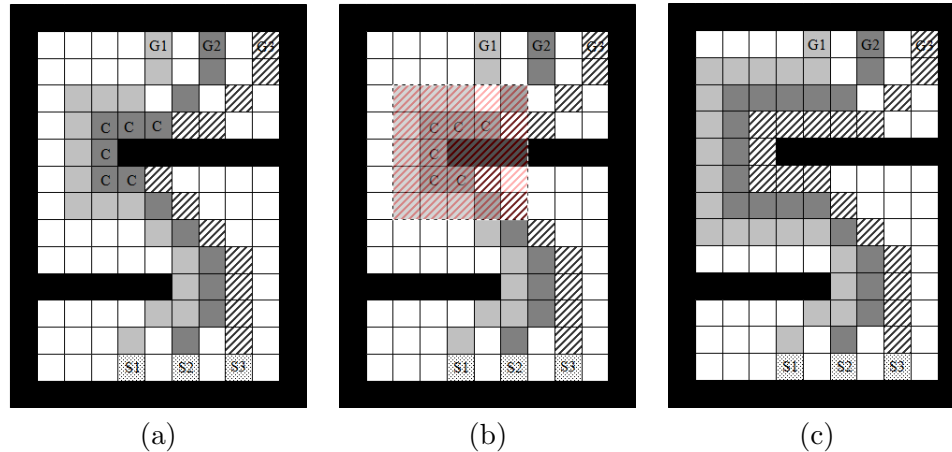 G1 G2 G3 G1 G2 G3 G1 G2 G3
C C C C C C
C C
C C C C
S1 S2 S3 S1 S2 S3 S1 S2 S3
(a) (b) (c)